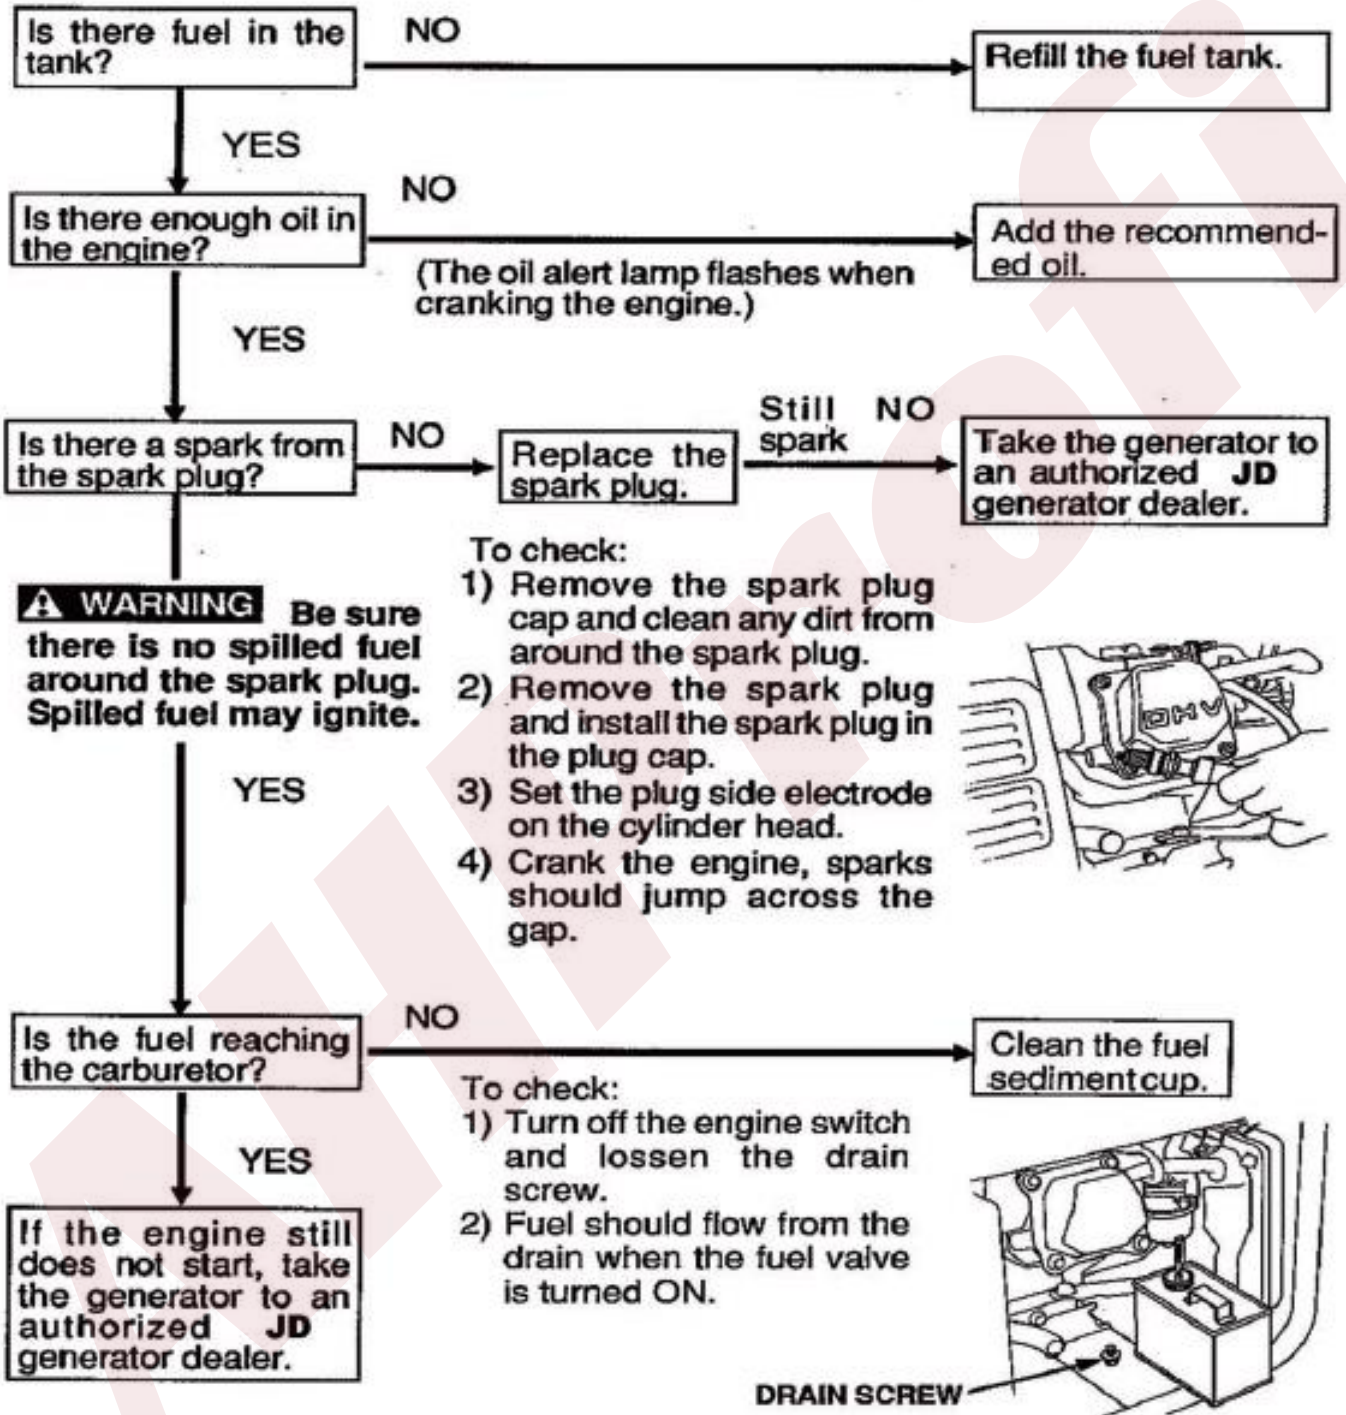 Is there fuel in the
tank?
NO
Refill the fuel tank.
YES
Is there enough oil in
the engine?
NO
(The oil alert lamp flashes when
cranking the engine.)
Add the recommend-
ed oil.
YES
Is there a spark from
the spark plug?
NO
Replace the
spark plug.
Still NO
spark
Take the generator to
an authorized JD
generator dealer.
WARNING Be sure
there is no spilled fuel
around the spark plug.
Spilled fuel may ignite.
To check:
1) Remove the spark plug
cap and clean any dirt from
around the spark plug.
2) Remove the spark plug
and install the spark plug in
the plug cap.
3) Set the plug side electrode
on the cylinder head.
4) Crank the engine, sparks
should jump across the
gap.
OHV
YES
Is the fuel reaching
the carburetor?
NO
Clean the fuel
sediment cup.
To check:
1) Turn off the engine switch
and lossen the drain
screw.
2) Fuel should flow from the
drain when the fuel valve
is turned ON.
YES
If the engine still
does not start, take
the generator to an
authorized JD
generator dealer.
DRAIN SCREW
AHProfi